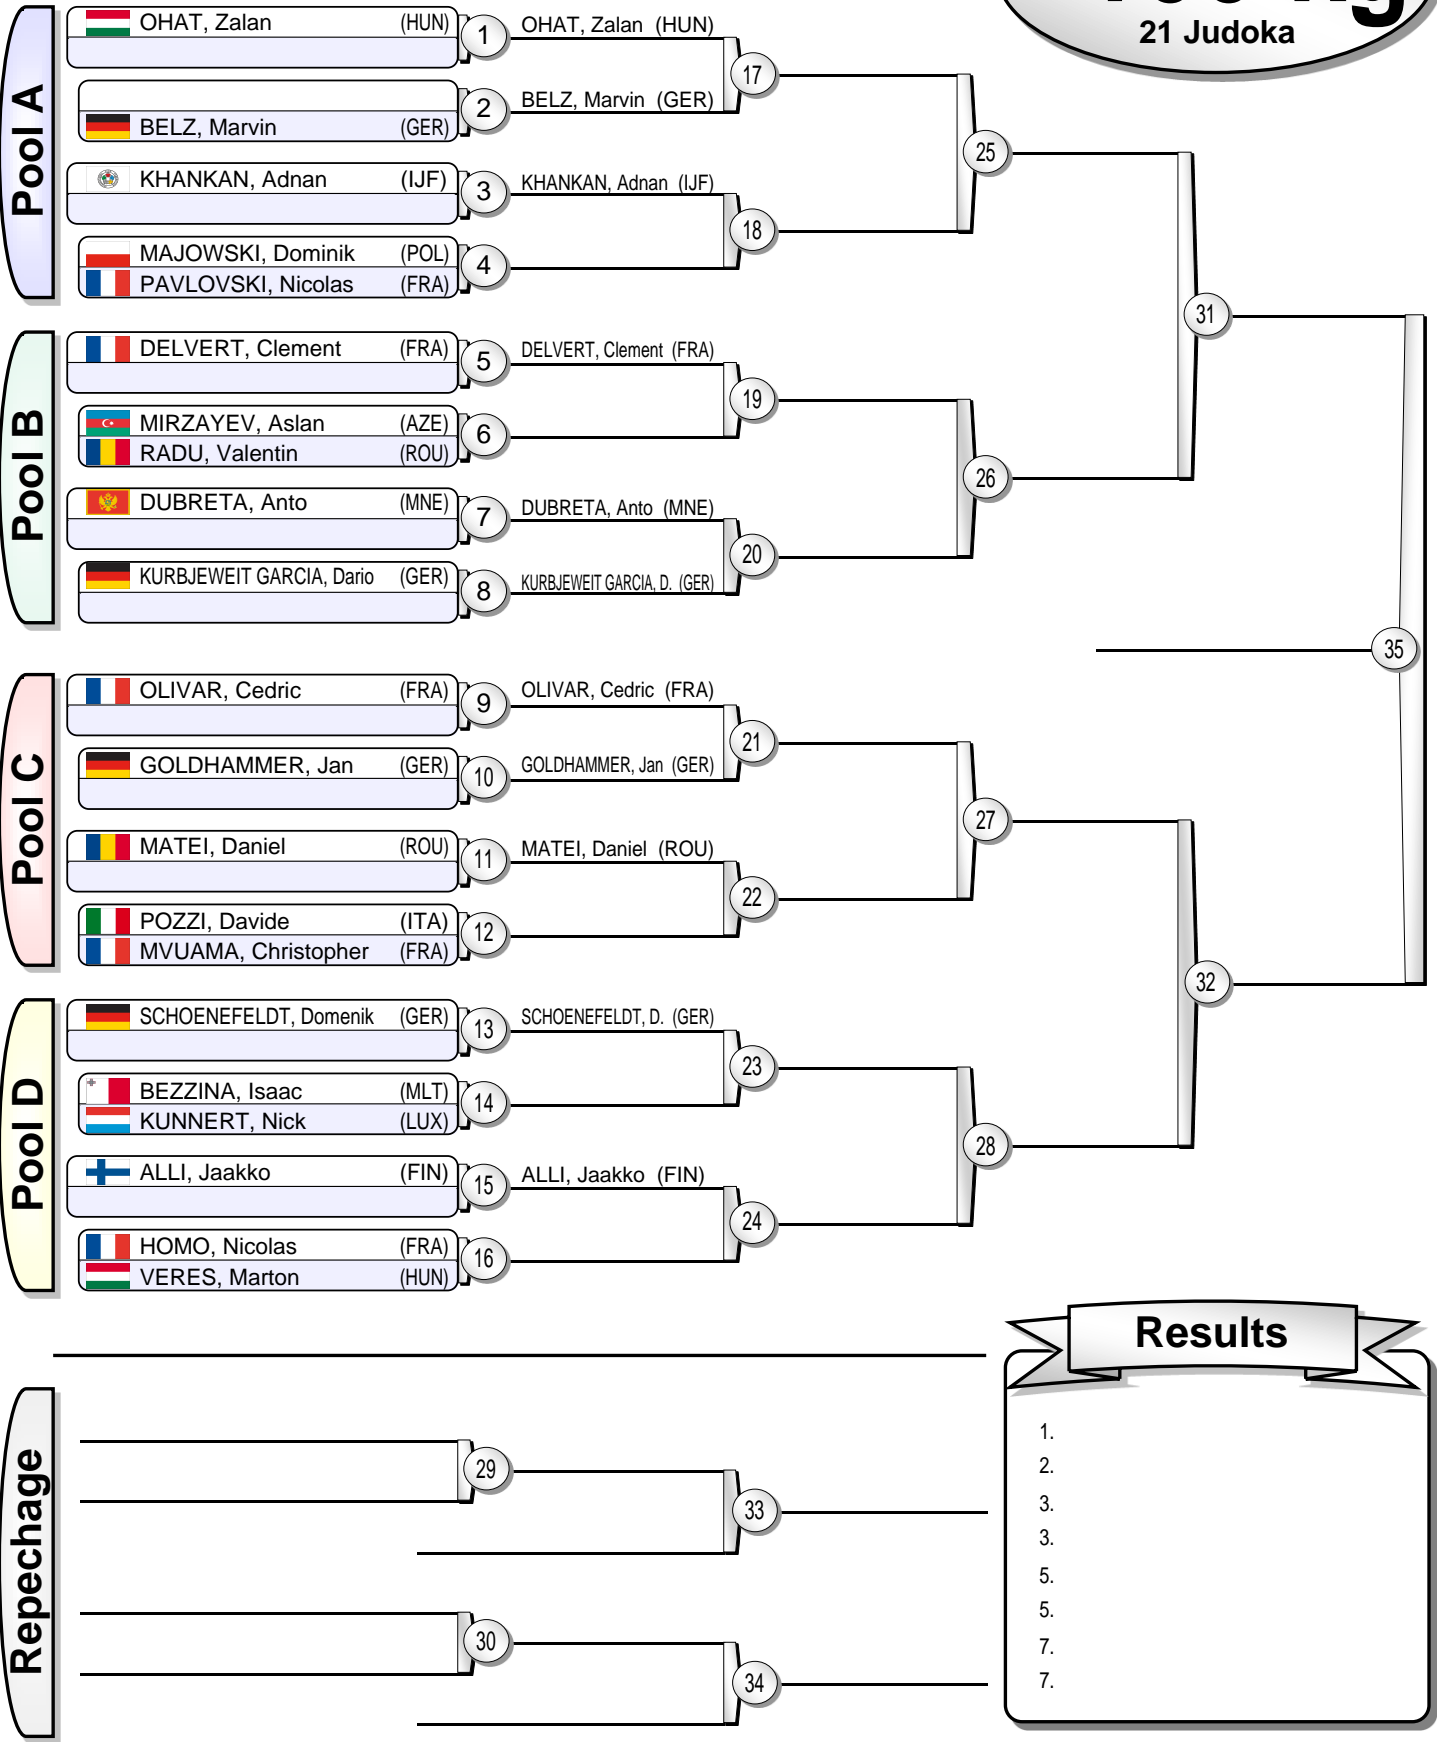 21 Judoka
Pool A
OHAT, Zalan (HUN) 1 OHAT, Zalan (HUN)
17
2 BELZ, Marvin (GER)
BELZ, Marvin (GER)
25
KHANKAN, Adnan (IJF) 3 KHANKAN, Adnan (IJF)
18
MAJOWSKI, Dominik (POL)
4
PAVLOVSKI, Nicolas (FRA)
31
Pool B
DELVERT, Clement (FRA) 5 DELVERT, Clement (FRA)
19
MIRZAYEV, Aslan (AZE)
6
RADU, Valentin (ROU)
26
DUBRETA, Anto (MNE) 7 DUBRETA, Anto (MNE)
20
KURBJEWEIT GARCIA, Dario (GER) 8 KURBJEWEIT GARCIA, D. (GER)
35
Pool C
OLIVAR, Cedric (FRA) 9 OLIVAR, Cedric (FRA)
21
GOLDHAMMER, Jan (GER) 10 GOLDHAMMER, Jan (GER)
27
MATEI, Daniel (ROU) 11 MATEI, Daniel (ROU)
22
POZZI, Davide (ITA)
12
MVUAMA, Christopher (FRA)
32
Pool D
SCHOENEFELDT, Domenik (GER) 13 SCHOENEFELDT, D. (GER)
23
BEZZINA, Isaac (MLT)
14
KUNNERT, Nick (LUX)
28
ALLI, Jaakko (FIN) 15 ALLI, Jaakko (FIN)
24
HOMO, Nicolas (FRA)
16
VERES, Marton (HUN)
Repechage
29
33
30
34
Results
1.
2.
3.
3.
5.
5.
7.
7.